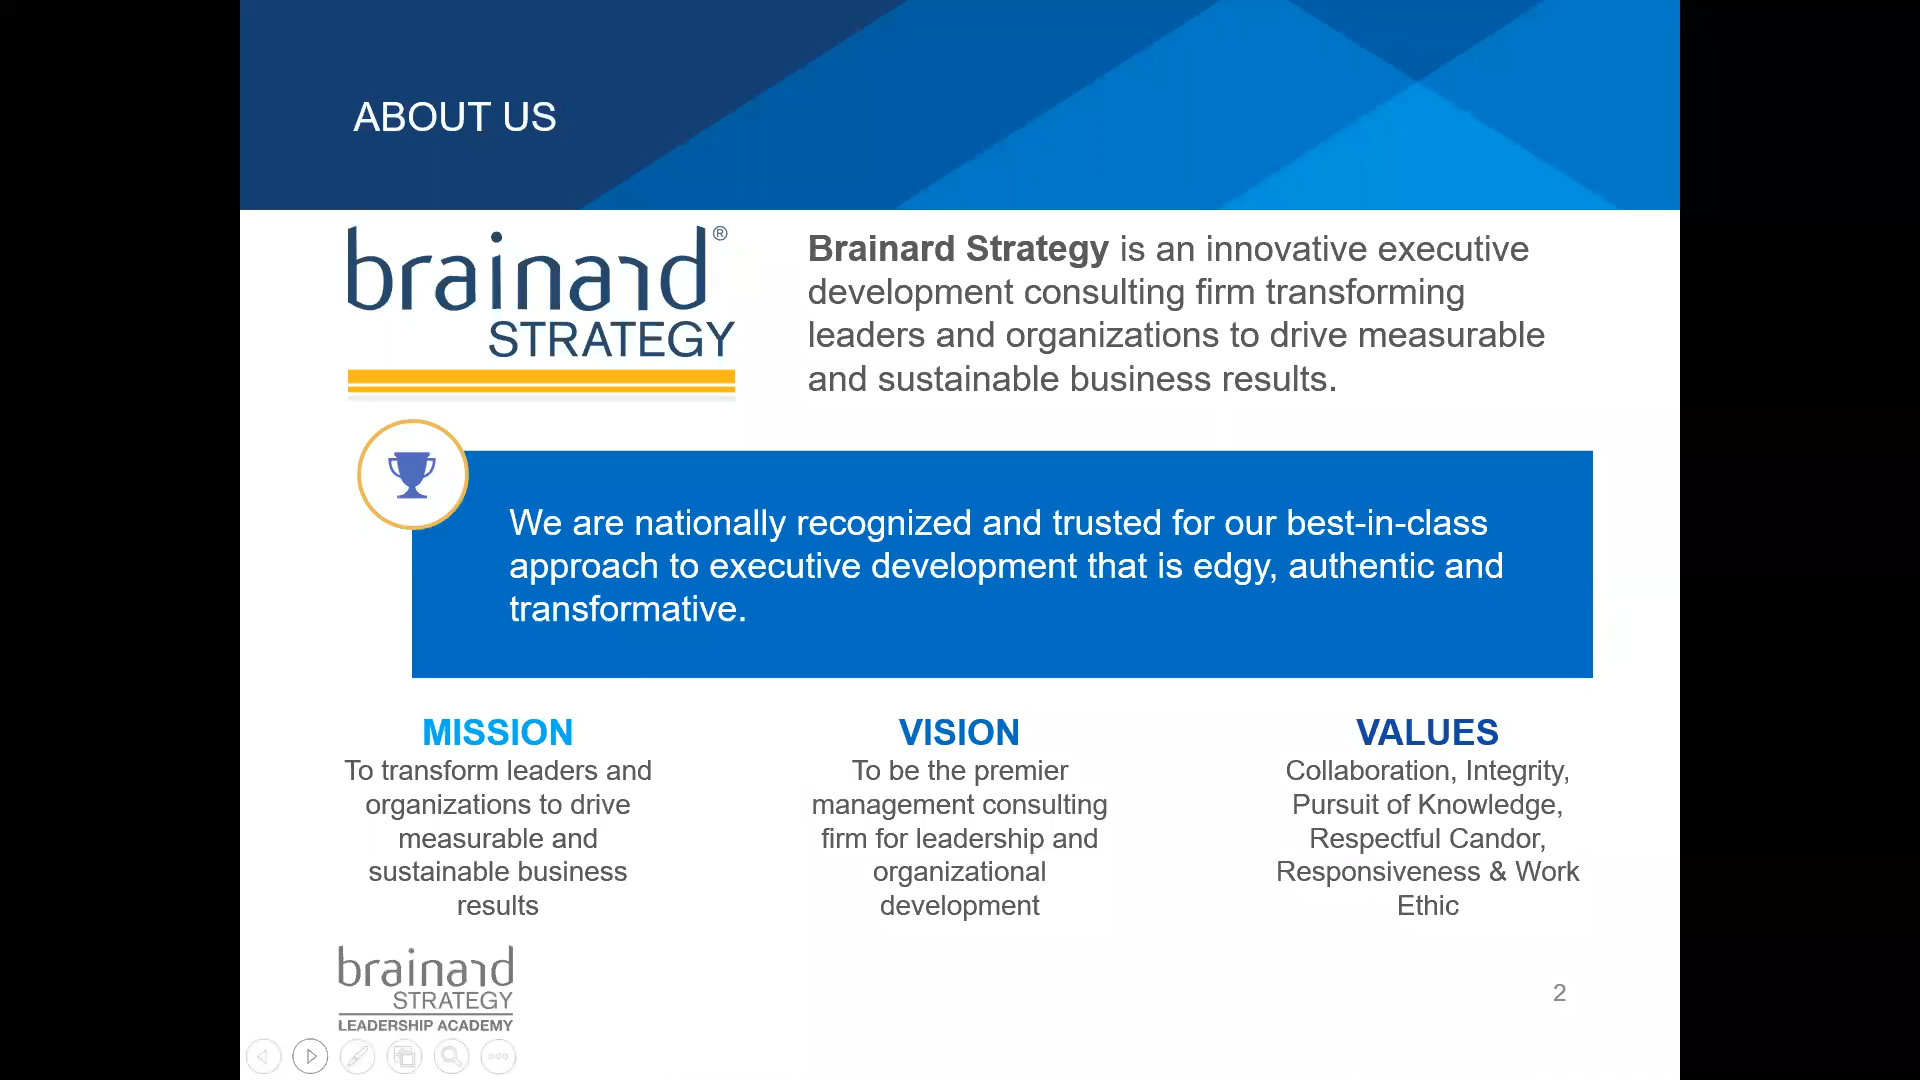 ABOUT US
brainard®
STRATEGY
Brainard Strategy is an innovative executive
development consulting firm transforming
leaders and organizations to drive measurable
and sustainable business results.
We are nationally recognized and trusted for our best-in-class
approach to executive development that is edgy, authentic and
transformative.
MISSION
To transform leaders and
organizations to drive
measurable and
sustainable business
results
VISION
To be the premier
management consulting
firm for leadership and
organizational
development
VALUES
Collaboration, Integrity,
Pursuit of Knowledge,
Respectful Candor,
Responsiveness & Work
Ethic
brainard
STRATEGY
LEADERSHIP ACADEMY
2